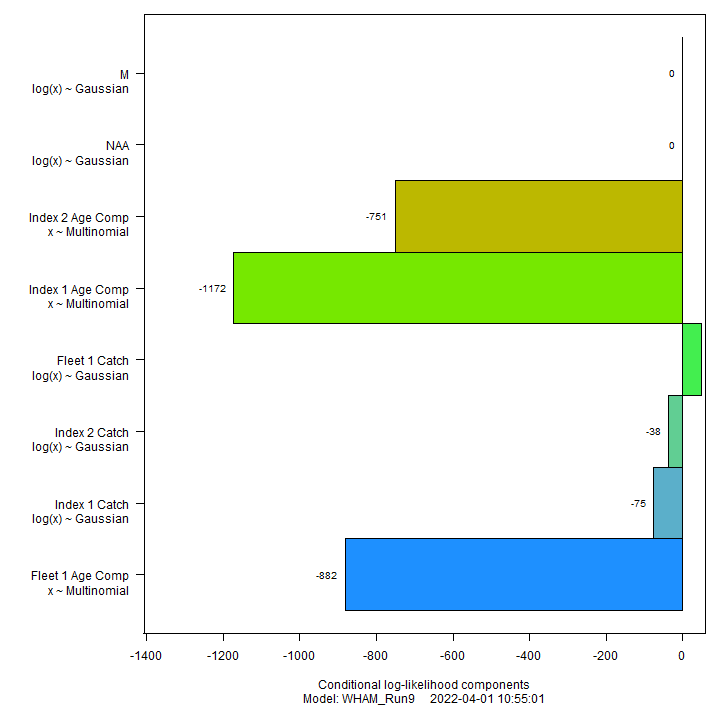 M
log(x) ~ Gaussian
0
NAA
log(x) ~ Gaussian
0
Index 2 Age Comp
x ~ Multinomial
-751
Index 1 Age Comp
x ~ Multinomial
-1172
Fleet 1 Catch
log(x) ~ Gaussian
Index 2 Catch
log(x) ~ Gaussian
-38
Index 1 Catch
log(x) ~ Gaussian
-75
Fleet 1 Age Comp
x ~ Multinomial
-882
-1400 -1200 -1000 -800 -600 -400 -200 0
Conditional log-likelihood components
Model: WHAM_Run9 2022-04-01 10:55:01